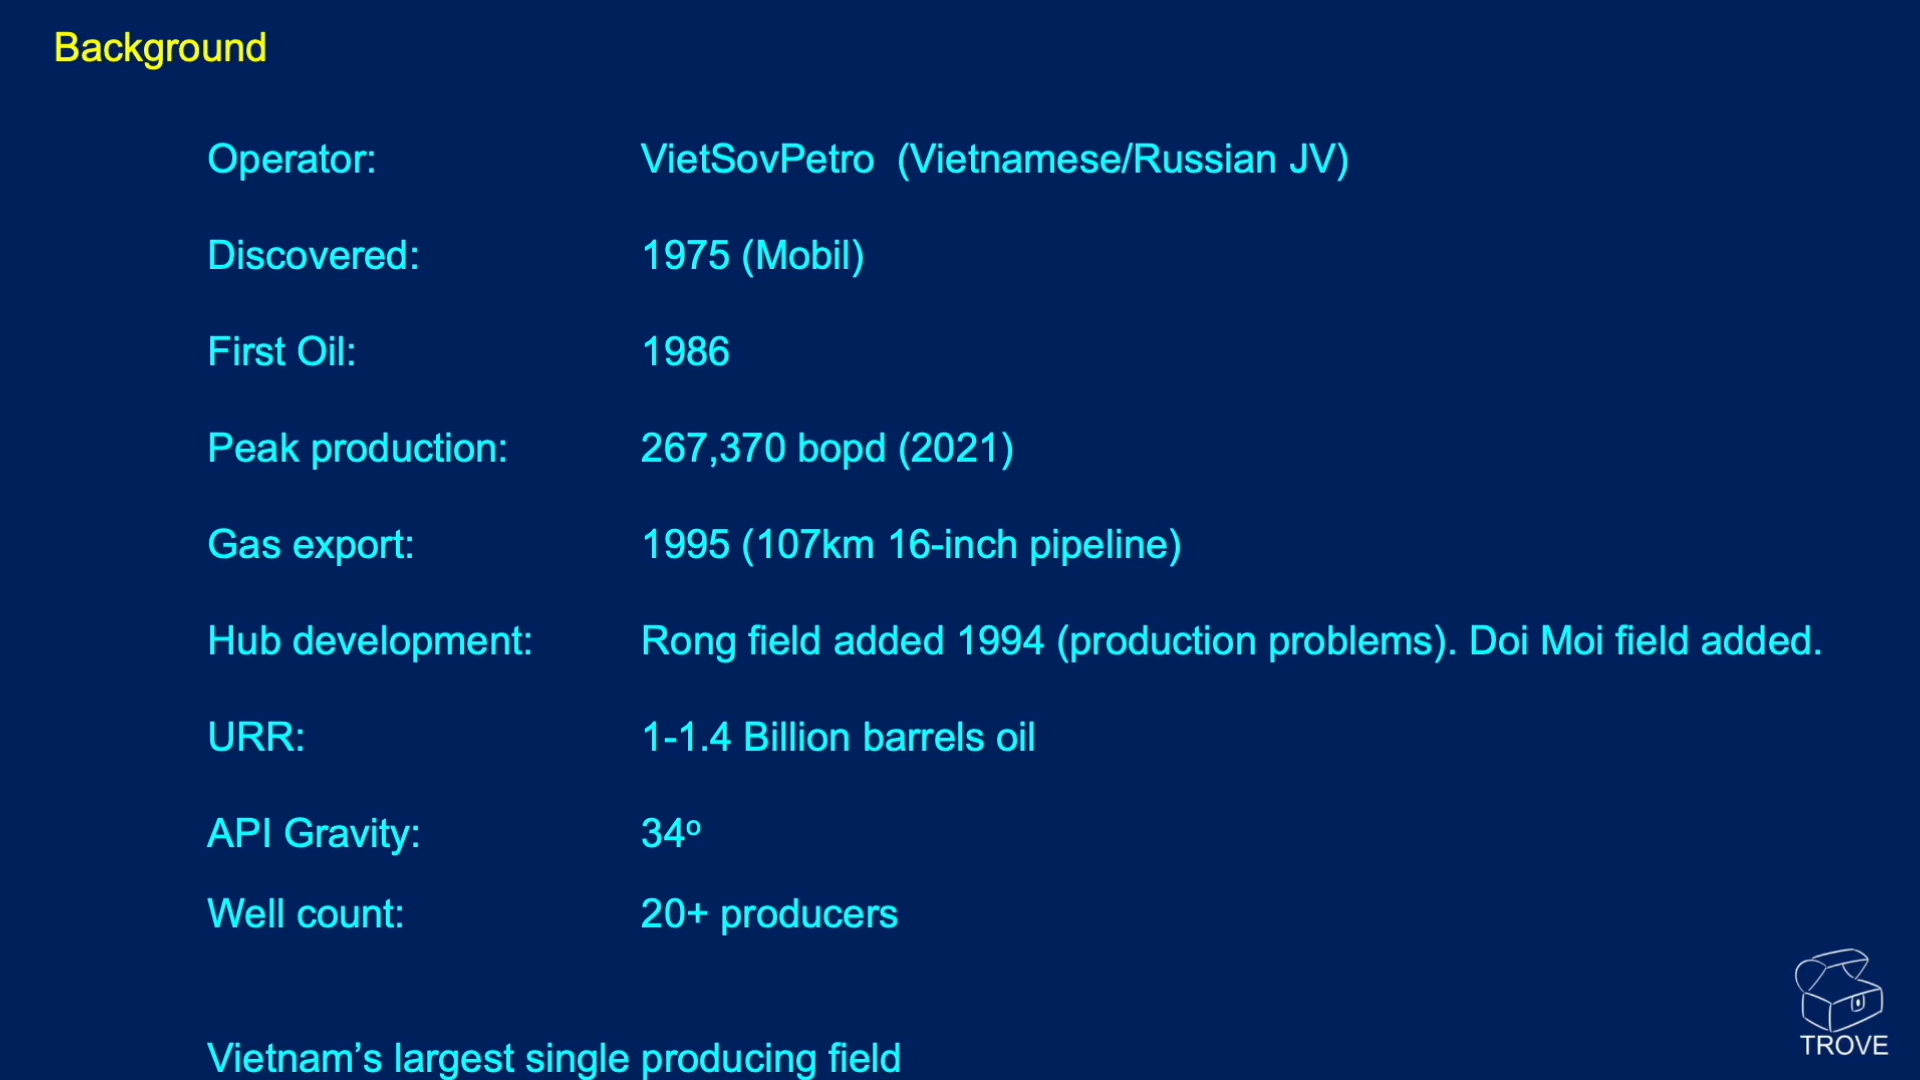 Background
Operator: VietSovPetro (Vietnamese/Russian JV)
Discovered: 1975 (Mobil)
First Oil: 1986
Peak production: 267,370 bopd (2021)
Gas export: 1995 (107km 16-inch pipeline)
Hub development: Rong field added 1994 (production problems). Doi Moi field added.
URR: 1-1.4 Billion barrels oil
API Gravity: 34º
Well count: 20+ producers
Vietnam’s largest single producing field
TROVE